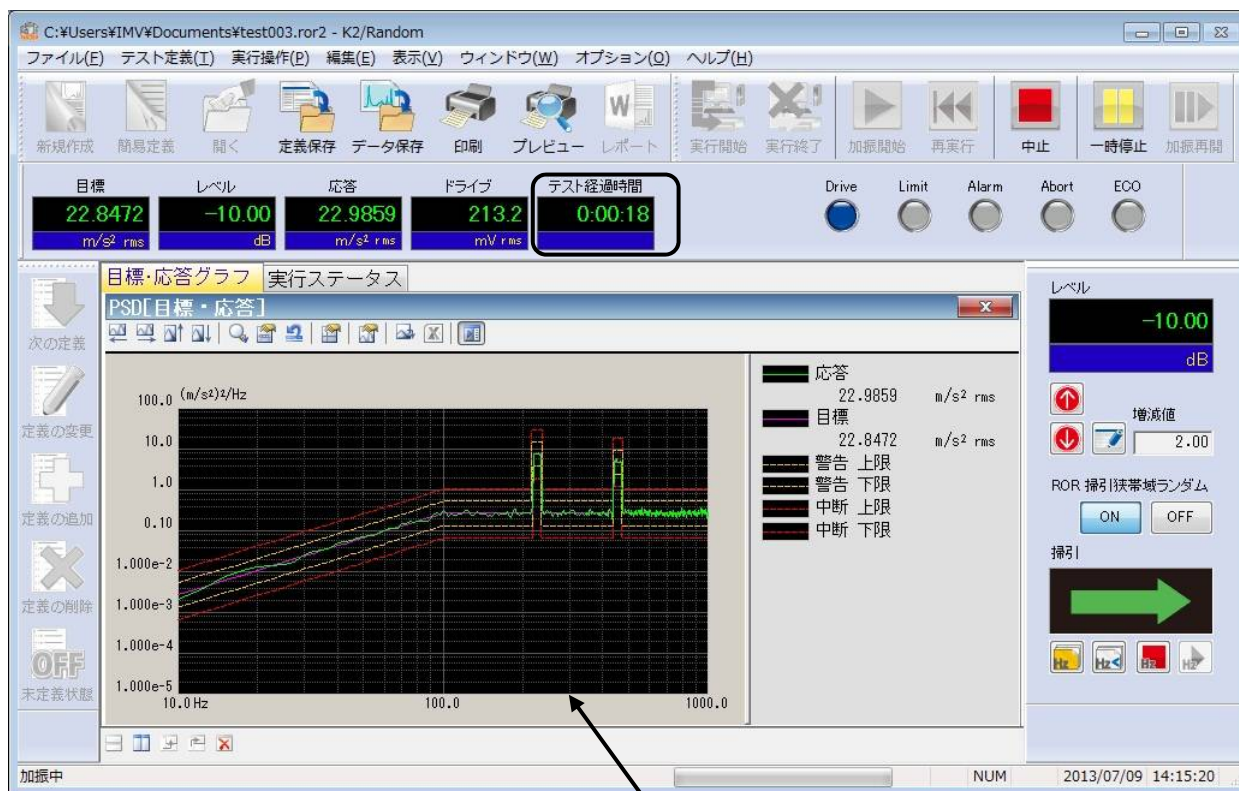 C:¥Users¥IMV¥Documents¥test003.ror2 - K2/Random
ファイル(F) テスト定義(T) 実行操作(P) 編集(E) 表示(V) ウィンドウ(W) オプション(O) ヘルプ(H)
新規作成 簡易定義 開く 定義保存 データ保存 印刷 プレビュー レポート 実行開始 実行終了 加振開始 再実行 中止 一時停止 加振再開
目標 レベル 応答 ドライブ テスト経過時間 Drive Limit Alarm Abort ECO
22.8472 -10.00 22.9859 213.2 0:00:18
m/s² rms dB m/s² rms mV rms
次の定義
定義の変更
定義の追加
定義の削除
OFF
未定義状態
目標・応答グラフ 実行ステータス
PSD[目標・応答]
(m/s²)²/Hz
100.0
10.0
1.0
0.10
1.000e-2
1.000e-3
1.000e-4
1.000e-5
10.0 Hz 100.0 1000.0
応答
22.9859 m/s² rms
目標
22.8472 m/s² rms
警告 上限
警告 下限
中断 上限
中断 下限
レベル
-10.00
dB
増減値
2.00
ROR 掃引狭帯域ランダム
ON OFF
掃引
Hz Hz Hz Hz
加振中 NUM 2013/07/09 14:15:20